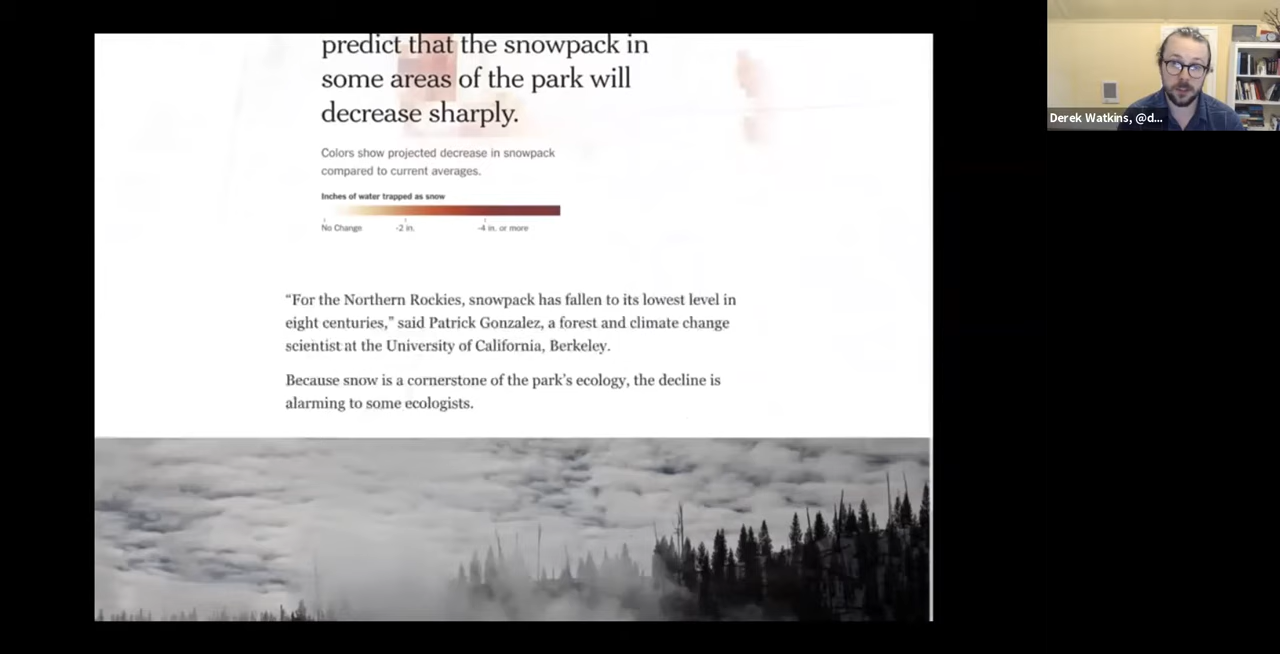 predict that the snowpack in
some areas of the park will
decrease sharply.
Colors show projected decrease in snowpack
compared to current averages.
Inches of water trapped as snow
No Change -2 in. -4 in. or more
“For the Northern Rockies, snowpack has fallen to its lowest level in
eight centuries,” said Patrick Gonzalez, a forest and climate change
scientist at the University of California, Berkeley.
Because snow is a cornerstone of the park’s ecology, the decline is
alarming to some ecologists.
Derek Watkins, @d...